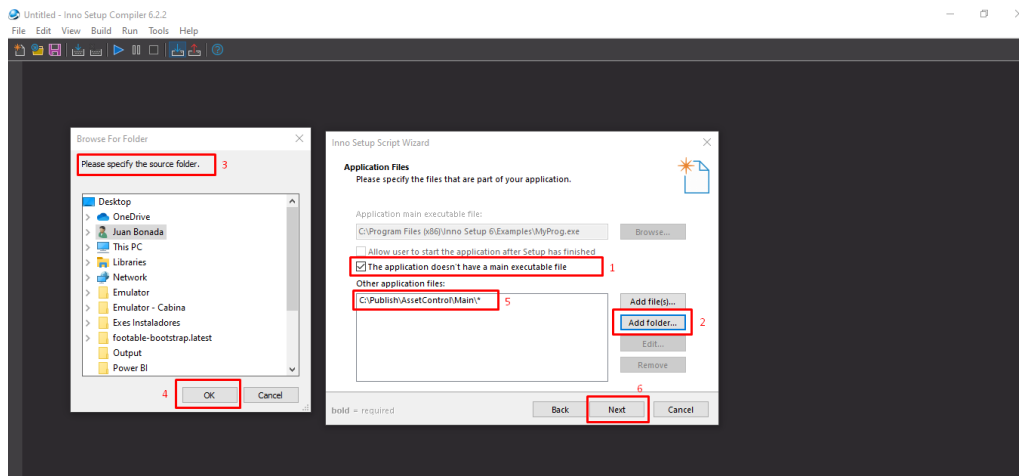 Untitled - Inno Setup Compiler 6.2.2
File Edit View Build Run Tools Help
Browse For Folder
Please specify the source folder.
3
Desktop
OneDrive
Juan Bonada
This PC
Libraries
Network
Emulator
Emulator - Cabina
Exes Instaladores
footable-bootstrap.latest
Output
Power BI
4
OK
Cancel
Inno Setup Script Wizard
Application Files
Please specify the files that are part of your application.
Application main executable file:
C:\Program Files (x86)\Inno Setup 6\Examples\MyProg.exe
Browse...
Allow user to start the application after Setup has finished
The application doesn't have a main executable file
1
Other application files:
C:\Publish\AssetControl\Main\*
5
Add file(s)...
Add folder...
2
Edit...
Remove
6
bold = required
Back
Next
Cancel